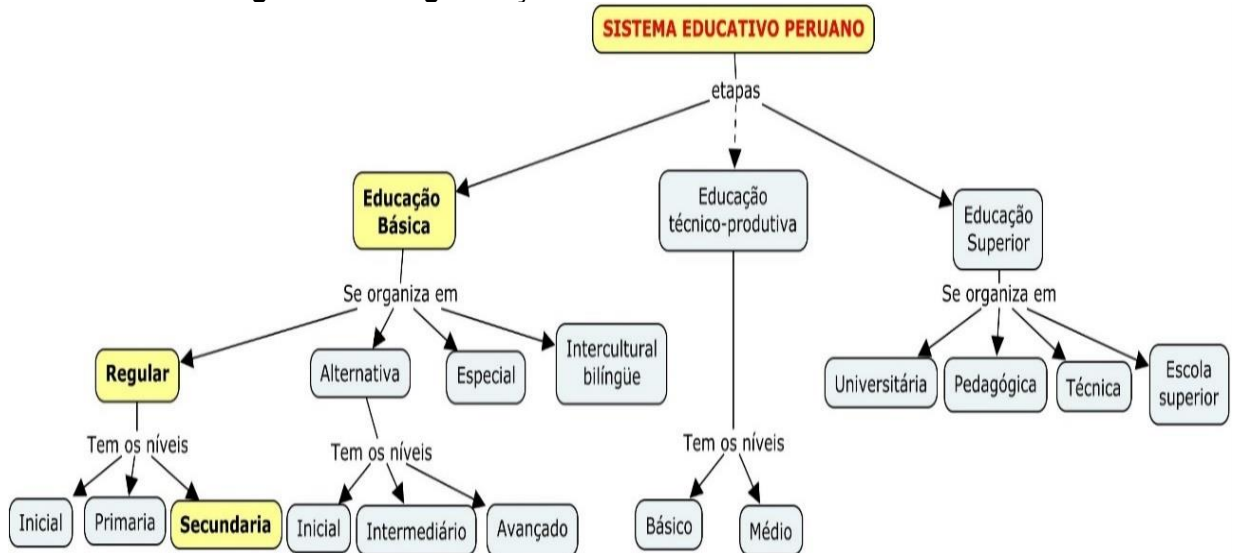 SISTEMA EDUCATIVO PERUANO
etapas
Educação
Básica
Educação
técnico-produtiva
Educação
Superior
Se organiza em
Se organiza em
Regular
Alternativa
Especial
Intercultural
bilíngüe
Universitária
Pedagógica
Técnica
Escola
superior
Tem os níveis
Tem os níveis
Tem os níveis
Inicial
Primaria
Secundaria
Inicial
Intermediário
Avançado
Básico
Médio